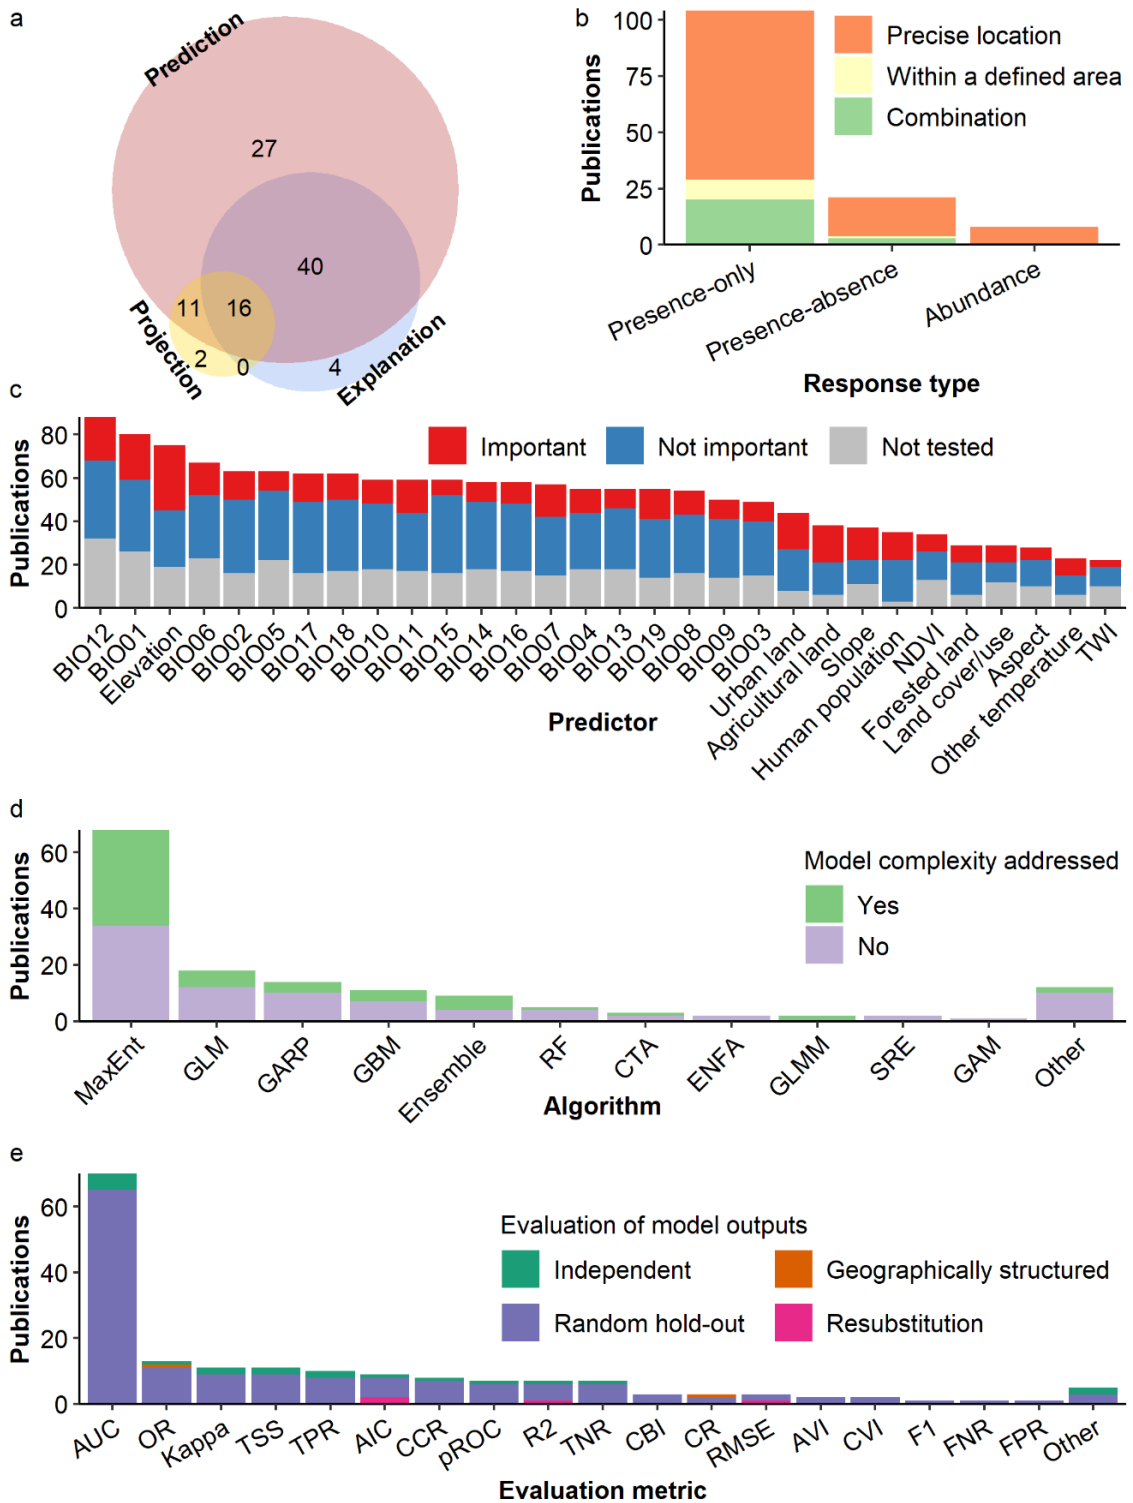 a
Prediction
27
40
11
16
2
0
4
Projection
Explanation
b
Publications
100
75
50
25
0
Precise location
Within a defined area
Combination
Presence-only
Presence-absence
Abundance
Response type
c
Publications
80
60
40
20
0
Important
Not important
Not tested
BIO12
BIO01
Elevation
BIO06
BIO02
BIO05
BIO17
BIO18
BIO10
BIO11
BIO15
BIO14
BIO16
BIO07
BIO04
BIO13
BIO19
BIO08
BIO09
BIO03
Urban land
Agricultural land
Slope
Human population
NDVI
Forested land
Land cover/use
Aspect
Other temperature
TWI
Predictor
d
Publications
60
40
20
0
Model complexity addressed
Yes
No
MaxEnt
GLM
GARP
GBM
Ensemble
RF
CTA
ENFA
GLMM
SRE
GAM
Other
Algorithm
e
Publications
60
40
20
0
Evaluation of model outputs
Independent
Geographically structured
Random hold-out
Resubstitution
AUC
OR
Kappa
TSS
TPR
AIC
CCR
pROC
R2
TNR
CBI
CR
RMSE
AVI
CVI
F1
FNR
FPR
Other
Evaluation metric